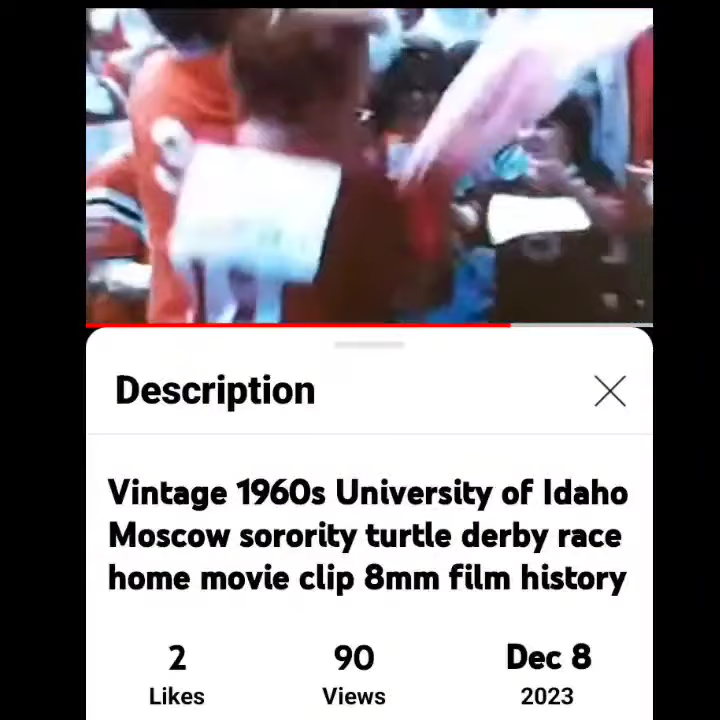 Description
Vintage 1960s University of Idaho
Moscow sorority turtle derby race
home movie clip 8mm film history
2
90
Dec 8
Likes
Views
2023